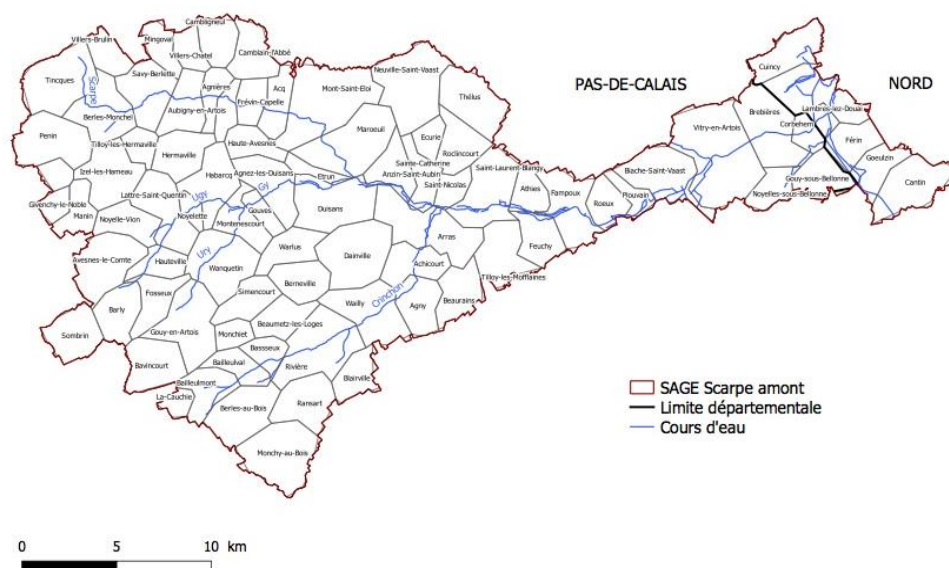 Cambligneul
Villers-Brulin
Mingoval
Villers-Chatel
Camblain-l'Abbé
Neuville-Saint-Vaast
PAS-DE-CALAIS
NORD
Cuincy
Tincques
Scarpe
Savy-Berlette
Agnières
Acq
Mont-Saint-Eloi
Thélus
Berles-Monchel
Aubigny-en-Artois
Frévin-Capelle
Brebières
Lambres-lez-Douai
Corbehem
Vitry-en-Artois
Férin
Penin
Tilloy-les-Hermaville
Hermaville
Haute-Avesnes
Maroeuil
Ecurie
Roclincourt
Goeulzin
Izel-les-Hameau
Habarcq
Agnez-les-Duisans
Etrun
Sainte-Catherine
Anzin-Saint-Aubin
Saint-Laurent-Blangy
Biache-Saint-Vaast
Gouy-sous-Bellonne
Cantin
Lattre-Saint-Quentin
Ugy
Gy
Saint-Nicolas
Athies
Fampoux
Roeux
Plouvain
Noyelles-sous-Bellonne
Givenchy-le-Noble
Manin
Noyelle-Vion
Noyelette
Gouves
Montenescourt
Duisans
Arras
Feuchy
Avesnes-le-Comte
Hauteville
Ury
Wanquetin
Warlus
Dainville
Achicourt
Tilloy-les-Mofflaines
Fosseux
Simencourt
Berneville
Crinchon
Barly
Wailly
Agny
Beaurains
Sombrin
Gouy-en-Artois
Monchiet
Beaumetz-les-Loges
Bavincourt
Bassseux
Bailleulval
Rivière
Blairville
Bailleulmont
La-Cauchie
Berles-au-Bois
Ransart
Monchy-au-Bois
SAGE Scarpe amont
Limite départementale
Cours d'eau
0 5 10 km